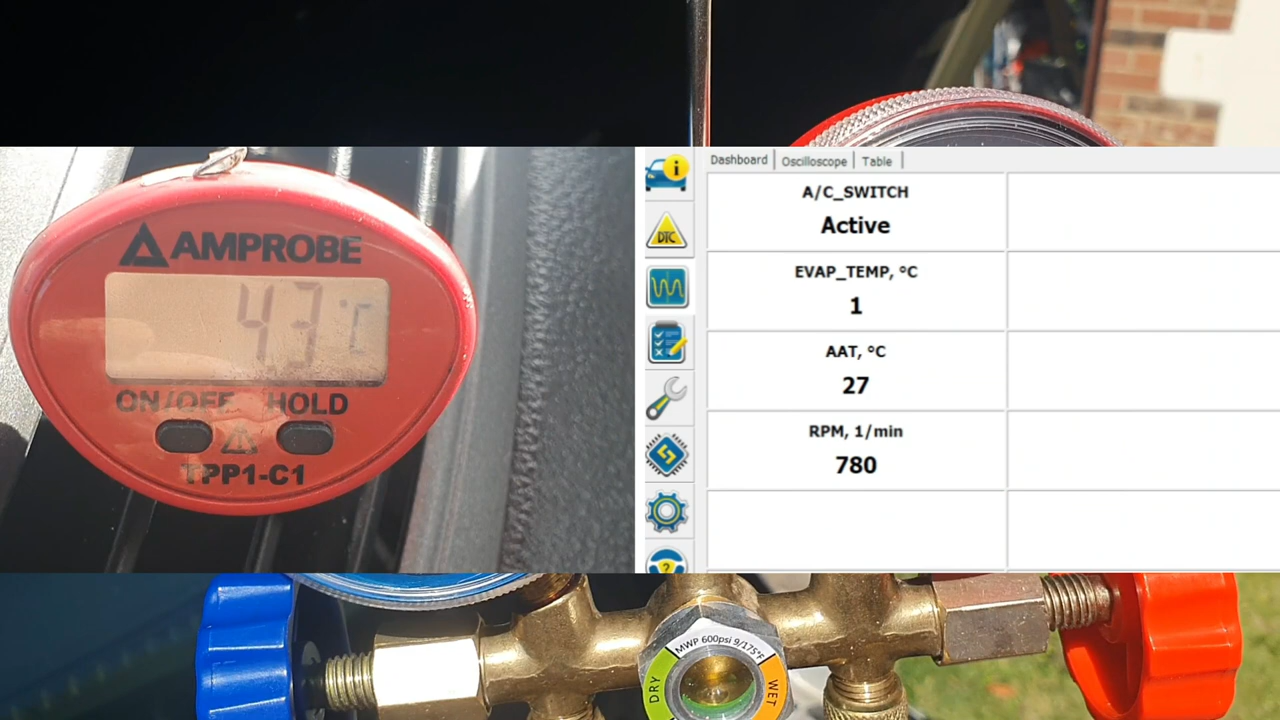 AMPROBE
43 °C
ON/OFF HOLD
TPP1-C1
Dashboard Oscilloscope Table
i
DTC
?
A/C_SWITCH
Active
EVAP_TEMP, °C
1
AAT, °C
27
RPM, 1/min
780
MWP 600psi 9/175°F
DRY
WET